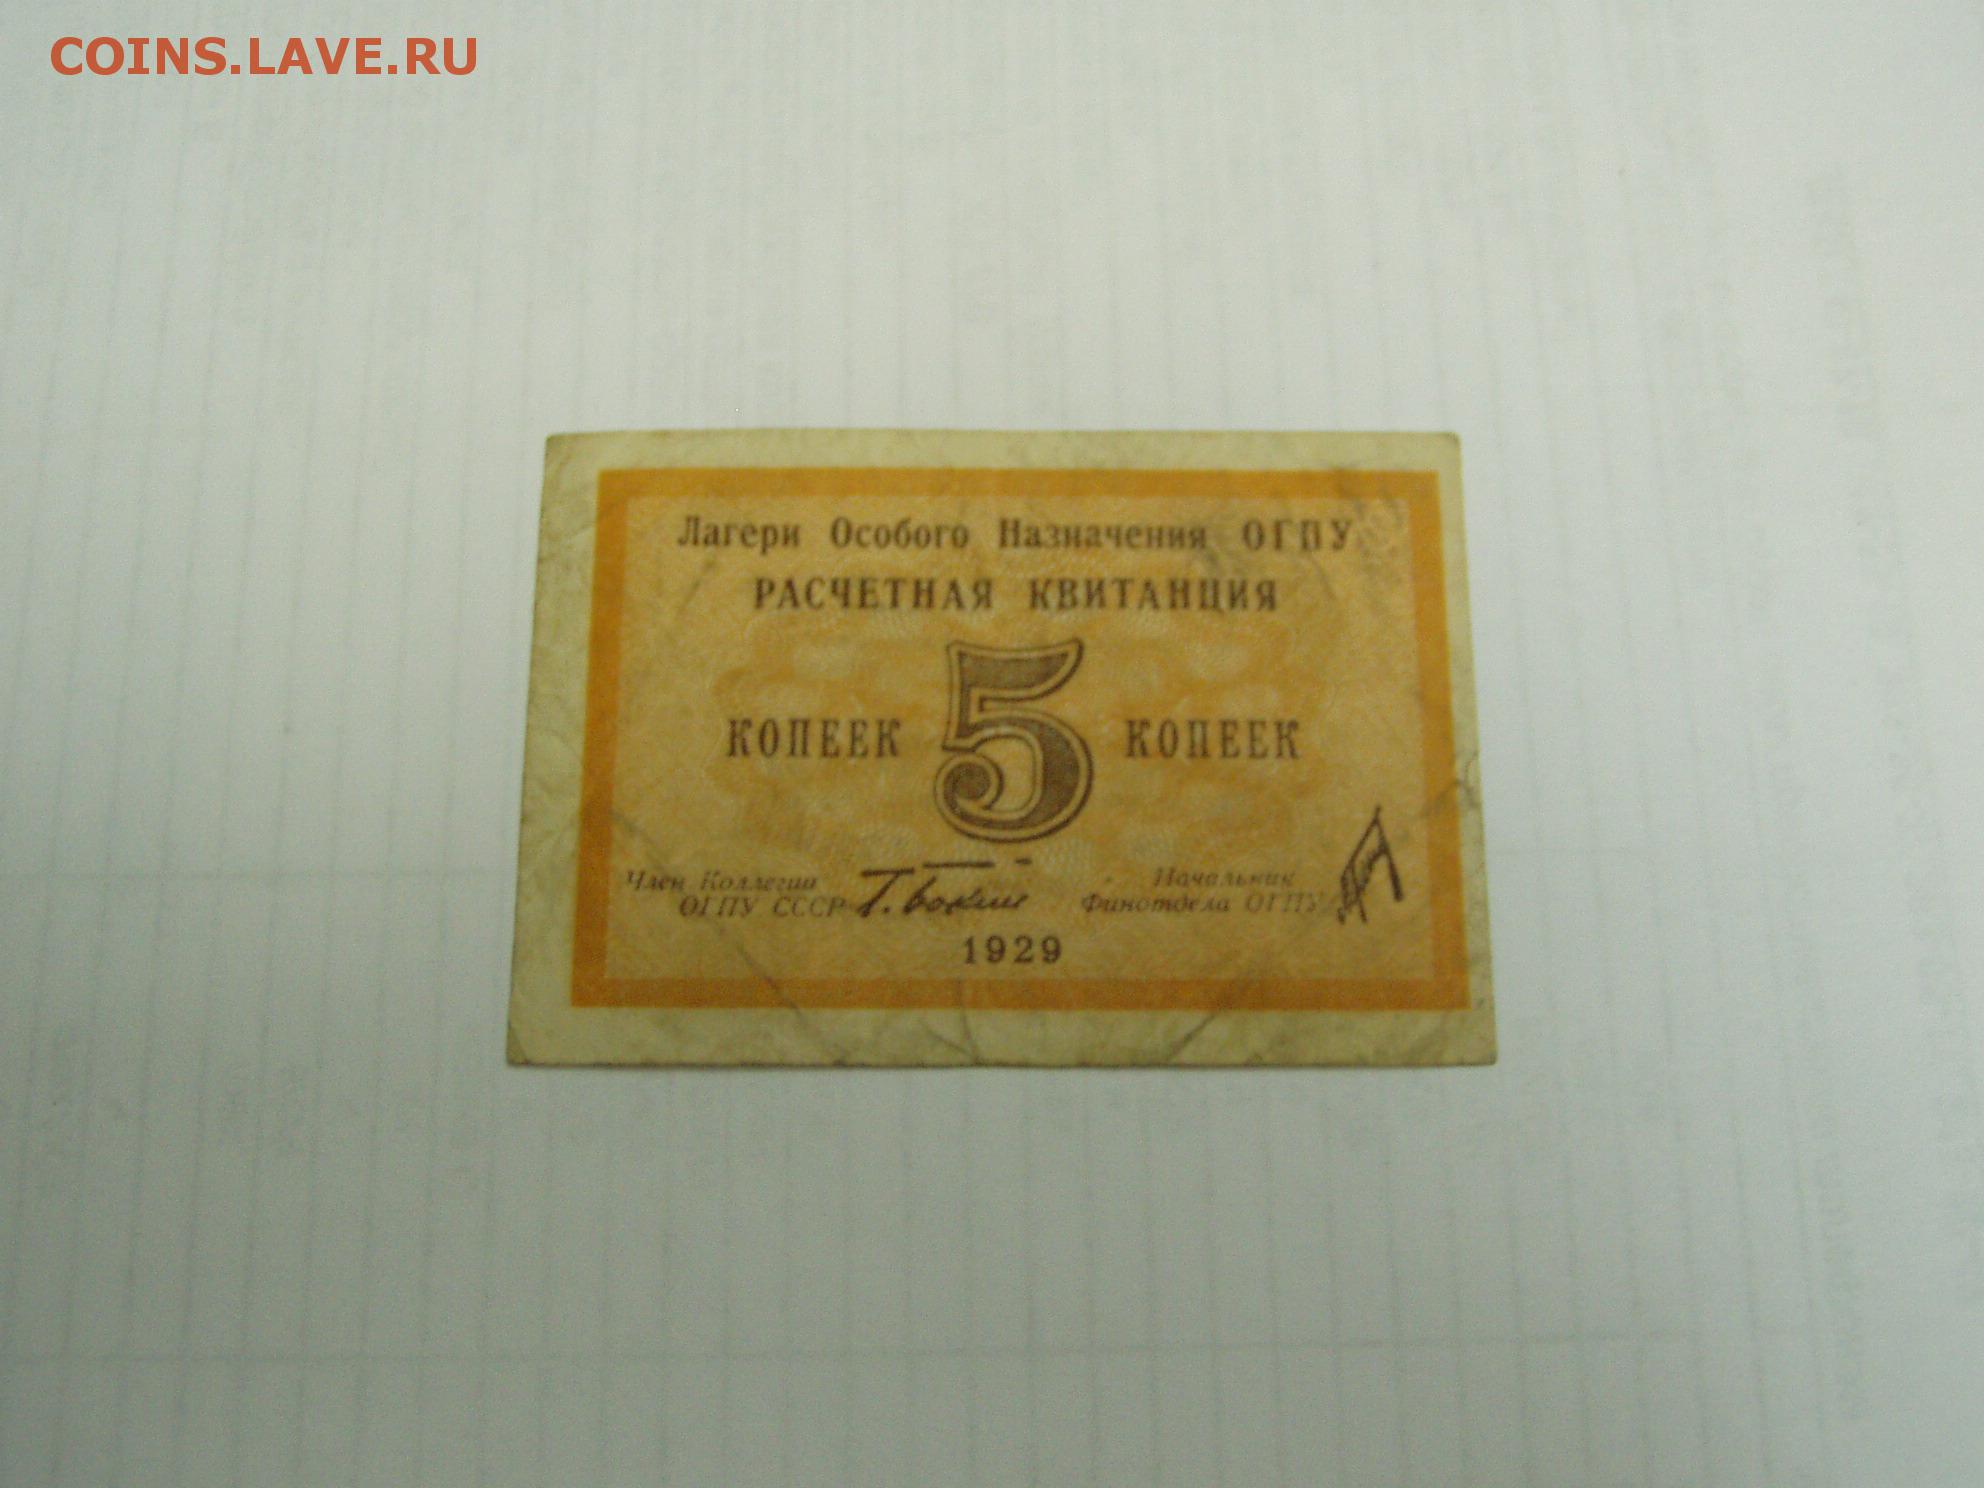 COINS.LAVE.RU
Лагери Особого Назначения ОГПУ
РАСЧЕТНАЯ КВИТАНЦИЯ
КОПЕЕК 5 КОПЕЕК
Член Коллегии
ОГПУ СССР Г. Бокий
Начальник
Финотдела ОГПУ
1929